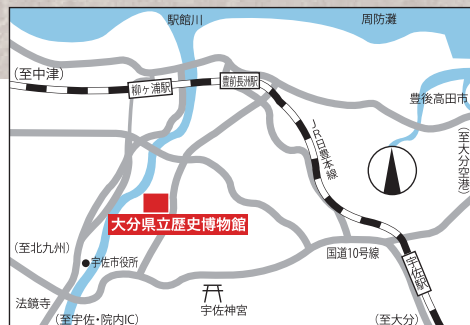 駅館川
周防灘
(至中津)
柳ヶ浦駅
豊前長洲駅
豊後高田市
JR日豊本線
(至大分空港)
大分県立歴史博物館
(至北九州)
宇佐市役所
国道10号線
宇佐駅
法鏡寺
宇佐神宮
(至宇佐・院内IC)
(至大分)